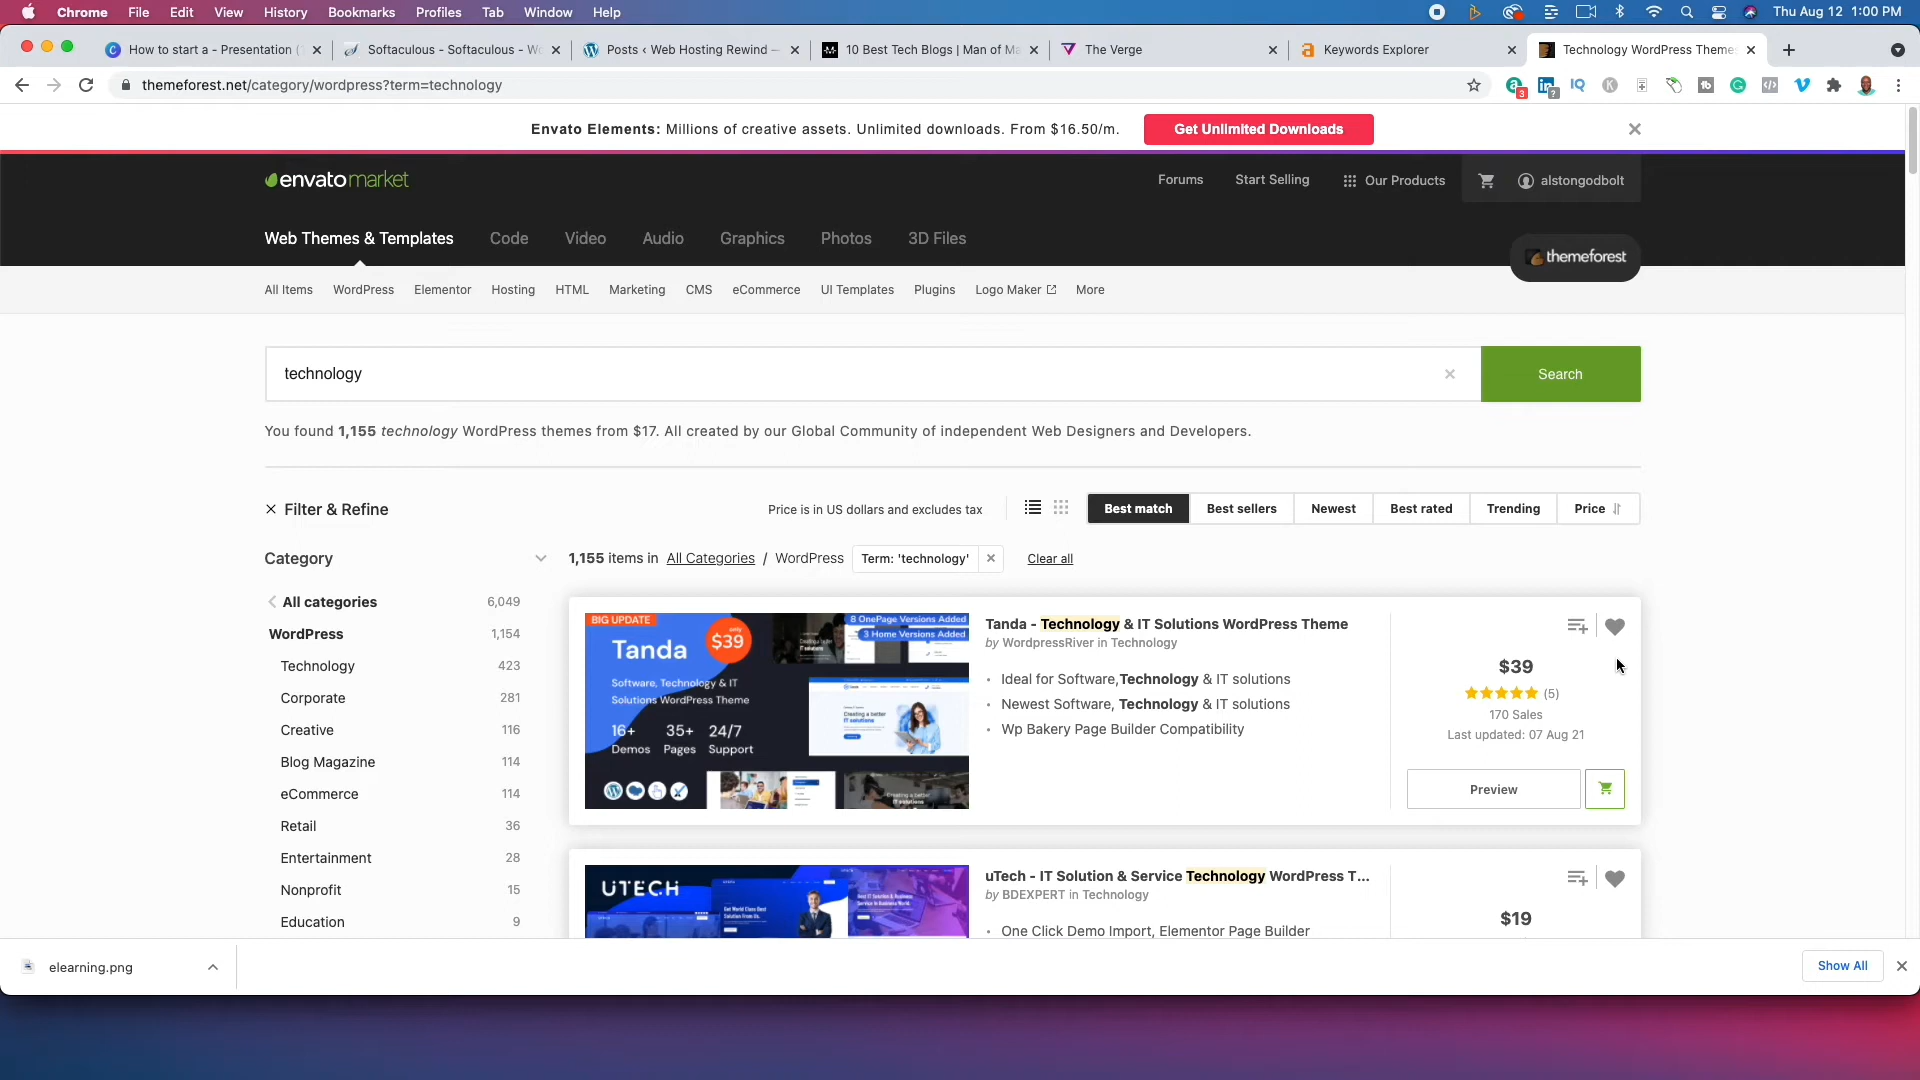 Chrome File Edit View History Bookmarks Profiles Tab Window Help Thu Aug 12 1:00 PM
How to start a - Presentation ( Softaculous - Softaculous - W Posts ‹ Web Hosting Rewind — 10 Best Tech Blogs | Man of Ma The Verge Keywords Explorer Technology WordPress Theme
themeforest.net/category/wordpress?term=technology
Envato Elements: Millions of creative assets. Unlimited downloads. From $16.50/m. Get Unlimited Downloads
envatomarket Forums Start Selling Our Products alstongodbolt
Web Themes & Templates Code Video Audio Graphics Photos 3D Files
themeforest
All Items WordPress Elementor Hosting HTML Marketing CMS eCommerce UI Templates Plugins Logo Maker More
technology Search
You found 1,155 technology WordPress themes from $17. All created by our Global Community of independent Web Designers and Developers.
Filter & Refine Price is in US dollars and excludes tax Best match Best sellers Newest Best rated Trending Price
Category 1,155 items in All Categories / WordPress Term: 'technology' Clear all
All categories 6,049
WordPress 1,154
Technology 423
Corporate 281
Creative 116
Blog Magazine 114
eCommerce 114
Retail 36
Entertainment 28
Nonprofit 15
Education 9
BIG UPDATE
Tanda
$39
8 OnePage Versions Added
3 Home Versions Added
Software, Technology & IT
Solutions WordPress Theme
16+ 35+ 24/7
Demos Pages Support
Creating a better
IT solutions
Tanda - Technology & IT Solutions WordPress Theme
by WordpressRiver in Technology
Ideal for Software,Technology & IT solutions
Newest Software, Technology & IT solutions
Wp Bakery Page Builder Compatibility
$39
(5)
170 Sales
Last updated: 07 Aug 21
Preview
UTECH
uTech - IT Solution & Service Technology WordPress T...
by BDEXPERT in Technology
One Click Demo Import, Elementor Page Builder
$19
elearning.png Show All